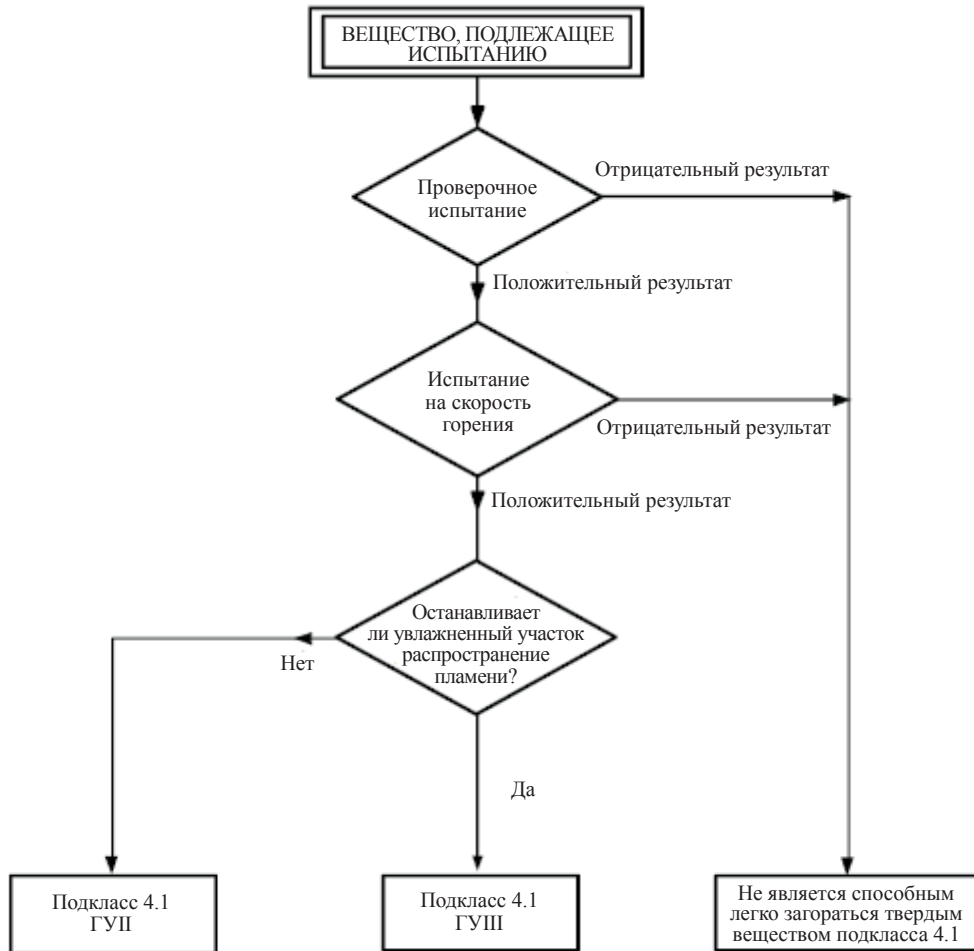 ВЕЩЕСТВО, ПОДЛЕЖАЩЕЕ
ИСПЫТАНИЮ
Отрицательный результат
Проверочное
испытание
Положительный результат
Испытание
на скорость
горения
Отрицательный результат
Положительный результат
Останавливает
ли увлажненный участок
распространение
пламени?
Нет
Да
Подкласс 4.1
ГУII
Подкласс 4.1
ГУIII
Не является способным
легко загораться твердым
веществом подкласса 4.1